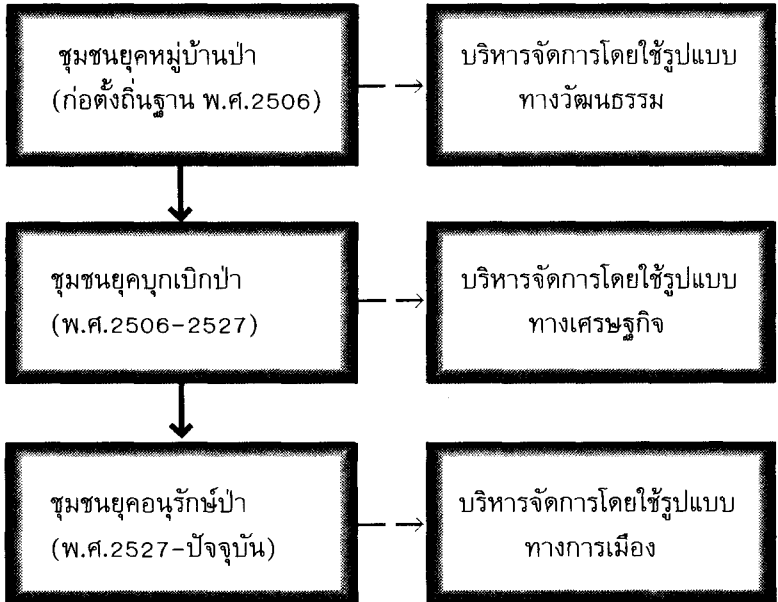 ชุมชนยุคหมู่บ้านป่า
(ก่อตั้งถิ่นฐาน พ.ศ.2506)
บริหารจัดการโดยใช้รูปแบบ
ทางวัฒนธรรม
ชุมชนยุคบุกเบิกป่า
(พ.ศ.2506-2527)
บริหารจัดการโดยใช้รูปแบบ
ทางเศรษฐกิจ
ชุมชนยุคอนุรักษ์ป่า
(พ.ศ.2527-ปัจจุบัน)
บริหารจัดการโดยใช้รูปแบบ
ทางการเมือง